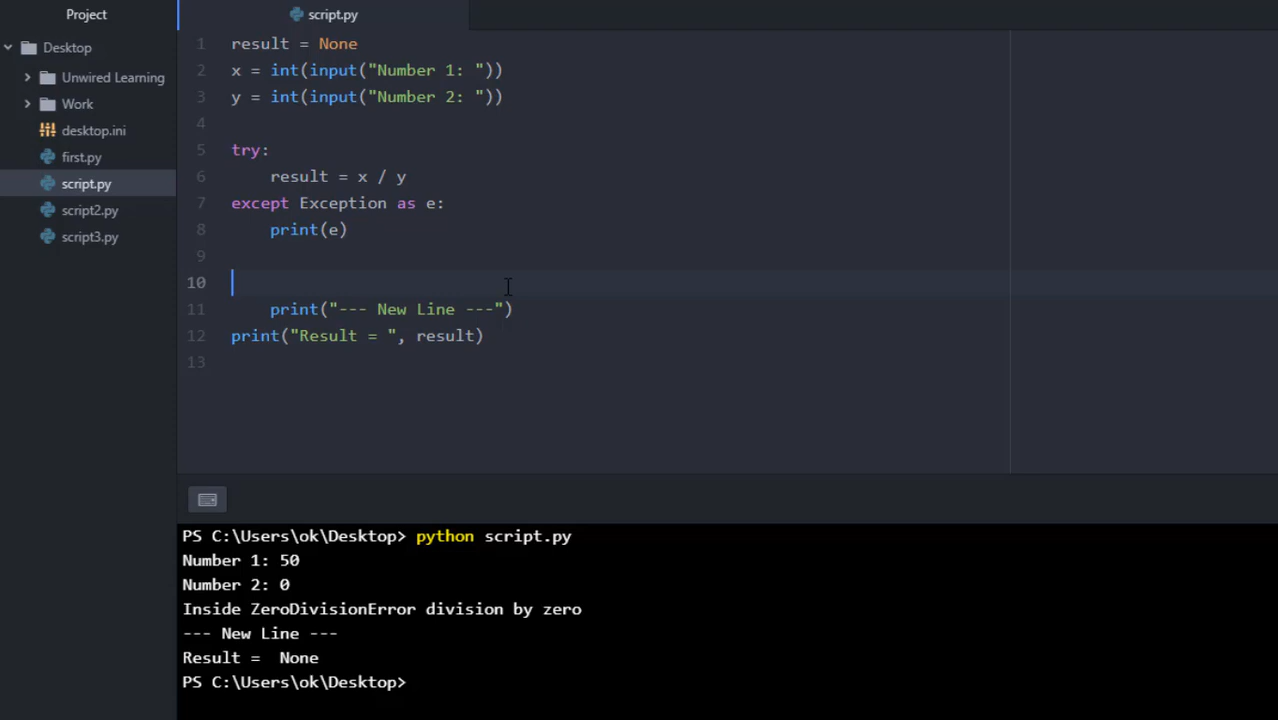 Project
script.py
Desktop
Unwired Learning
Work
desktop.ini
first.py
script.py
script2.py
script3.py
1 result = None
2 x = int(input("Number 1: "))
3 y = int(input("Number 2: "))
4
5 try:
6     result = x / y
7 except Exception as e:
8     print(e)
9
10
11     print("--- New Line ---")
12 print("Result = ", result)
13
PS C:\Users\ok\Desktop> python script.py
Number 1: 50
Number 2: 0
Inside ZeroDivisionError division by zero
--- New Line ---
Result =  None
PS C:\Users\ok\Desktop>